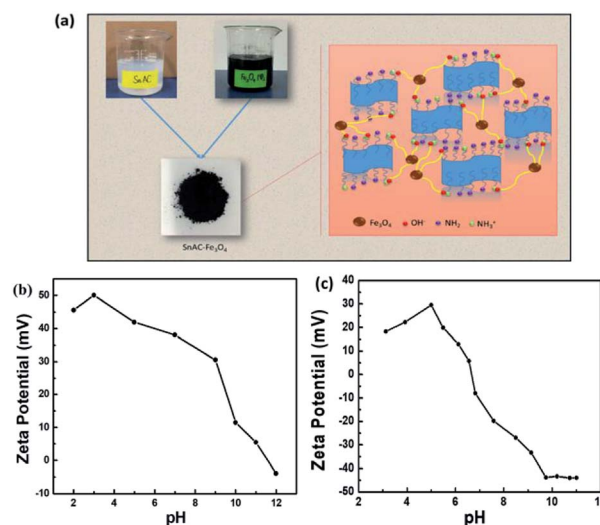 (a)
SnAC
Fe₃O₄
SnAC-Fe₃O₄
Fe₃O₄ OH⁻ NH₂ NH₃⁺
(b)
Zeta Potential (mV)
50
40
30
20
10
0
-10
2 4 6 8 10 12
pH
(c)
Zeta Potential (mV)
40
30
20
10
0
-10
-20
-30
-40
-50
2 4 6 8 10 12
pH